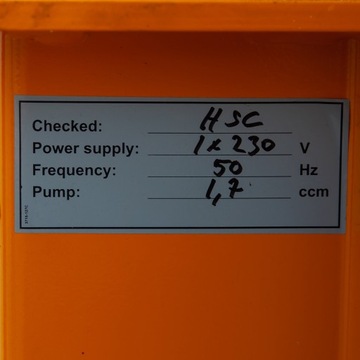 Checked: HSC
Power supply: 1x230 V
Frequency: 50 Hz
Pump: 1,7 ccm